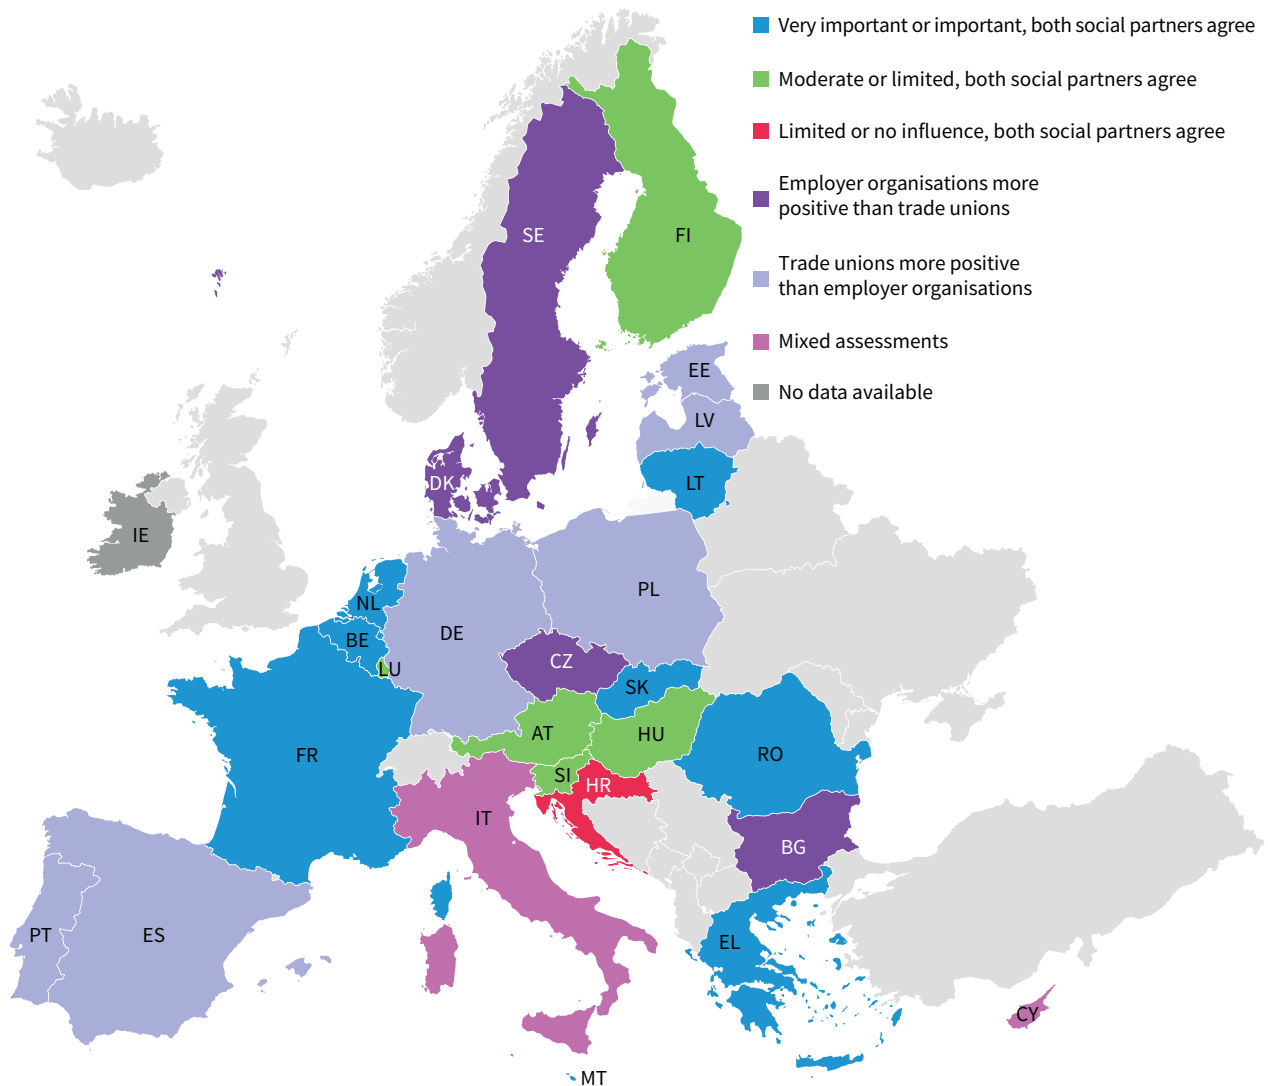 Very important or important, both social partners agree
Moderate or limited, both social partners agree
Limited or no influence, both social partners agree
Employer organisations more
positive than trade unions
Trade unions more positive
than employer organisations
Mixed assessments
No data available
SE
FI
EE
LV
LT
DK
IE
NL
PL
BE
DE
LU
CZ
SK
AT
HU
FR
RO
SI
HR
IT
BG
PT
ES
EL
CY
MT